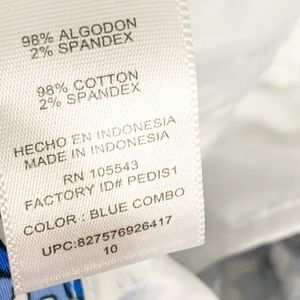 98% ALGODON
2% SPANDEX
98% COTTON
2% SPANDEX
HECHO EN INDONESIA
MADE IN INDONESIA
RN 105543
FACTORY ID# PEDIS1
COLOR : BLUE COMBO
UPC:827576926417
10